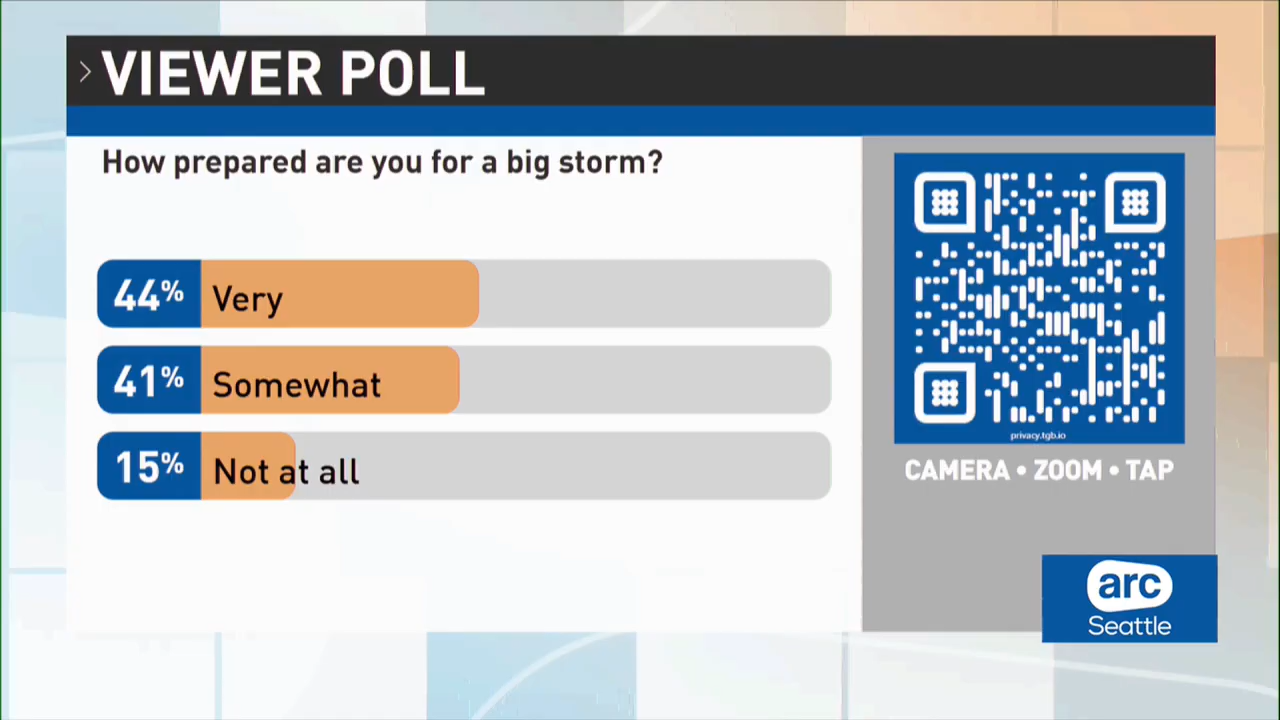 > VIEWER POLL
How prepared are you for a big storm?
44% Very
41% Somewhat
15% Not at all
privacy.tgb.io
CAMERA • ZOOM • TAP
arc
Seattle